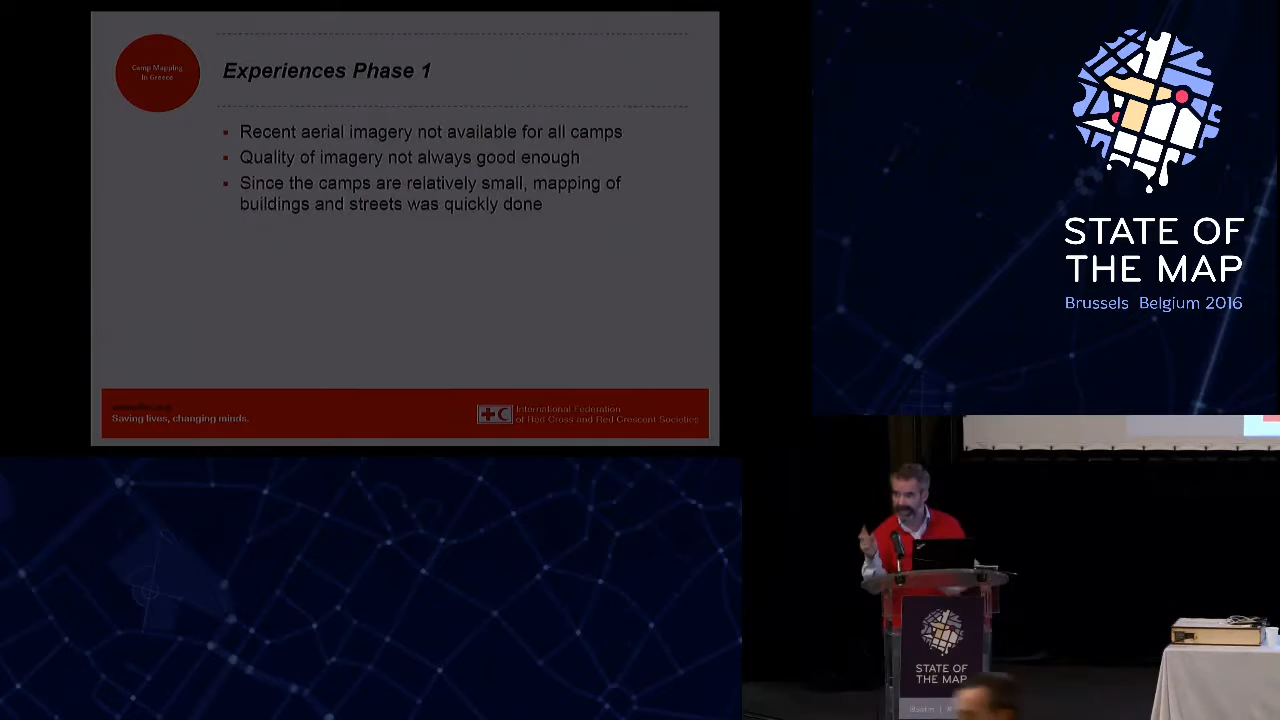 Camp Mapping
in Greece
Experiences Phase 1
Recent aerial imagery not available for all camps
Quality of imagery not always good enough
Since the camps are relatively small, mapping of
buildings and streets was quickly done
Saving lives, changing minds.
International Federation
of Red Cross and Red Crescent Societies
STATE OF
THE MAP
Brussels Belgium 2016
STATE OF
THE MAP